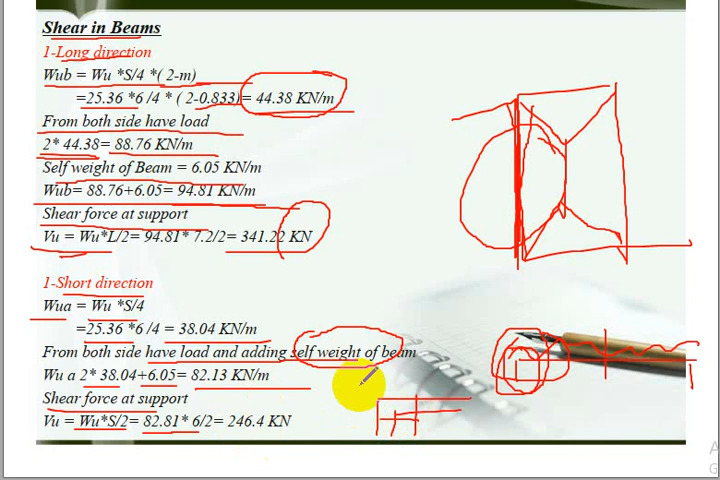 Shear in Beams
1-Long direction
Wub = Wu *S/4 *( 2-m)
=25.36 *6 /4 * ( 2-0.833)= 44.38 KN/m
From both side have load
2* 44.38= 88.76 KN/m
Self weight of Beam = 6.05 KN/m
Wub= 88.76+6.05= 94.81 KN/m
Shear force at support
Vu = Wu*L/2= 94.81* 7.2/2= 341.22 KN
1-Short direction
Wua = Wu *S/4
=25.36 *6 /4 = 38.04 KN/m
From both side have load and adding self weight of beam
Wu a 2* 38.04+6.05= 82.13 KN/m
Shear force at support
Vu = Wu*S/2= 82.81* 6/2= 246.4 KN
A
G